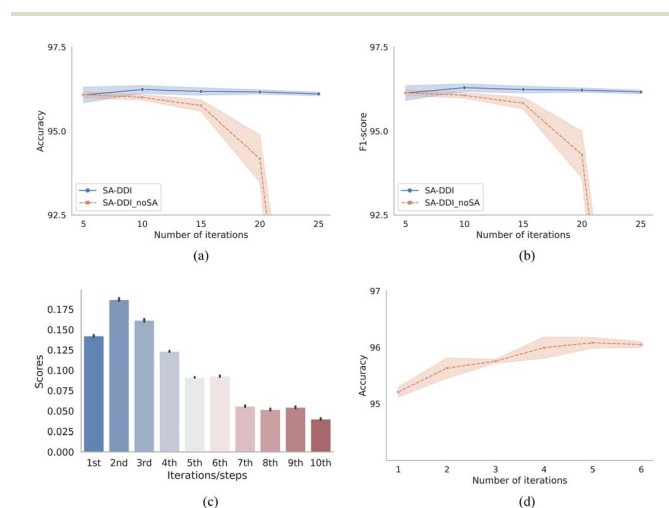 97.5
95.0
92.5
Accuracy
SA-DDI
SA-DDI_noSA
5 10 15 20 25
Number of iterations
(a)
97.5
95.0
92.5
F1-score
SA-DDI
SA-DDI_noSA
5 10 15 20 25
Number of iterations
(b)
0.175
0.150
0.125
0.100
0.075
0.050
0.025
0.000
Scores
1st 2nd 3rd 4th 5th 6th 7th 8th 9th 10th
Iterations/steps
(c)
97
96
95
Accuracy
1 2 3 4 5 6
Number of iterations
(d)